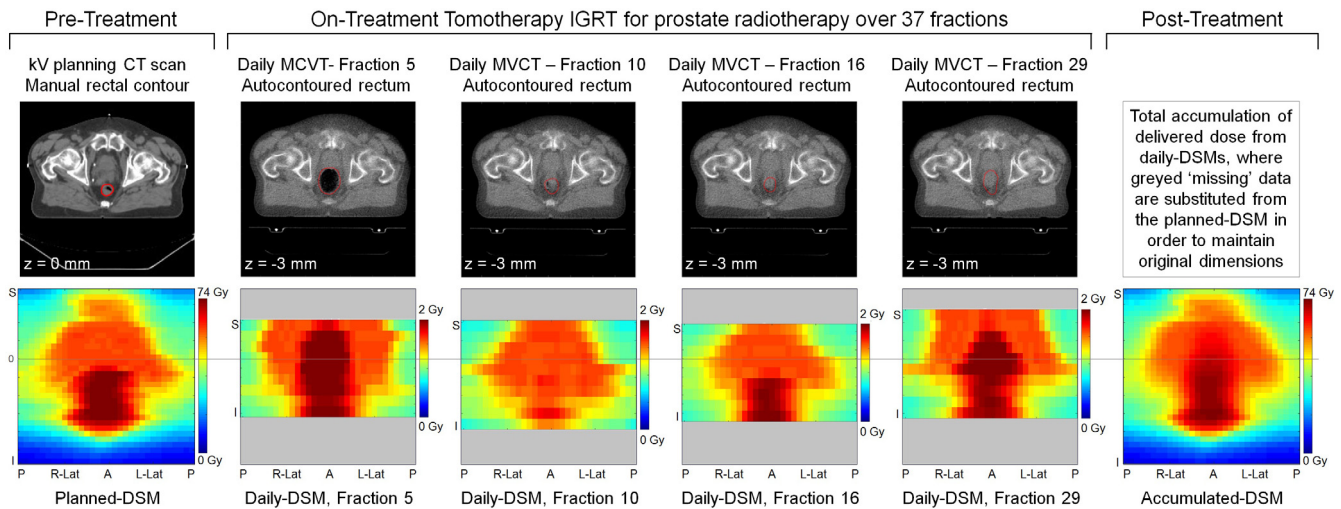 Pre-Treatment
On-Treatment Tomotherapy IGRT for prostate radiotherapy over 37 fractions
Post-Treatment
kV planning CT scan
Manual rectal contour
Daily MCVT- Fraction 5
Autocontoured rectum
Daily MVCT – Fraction 10
Autocontoured rectum
Daily MVCT – Fraction 16
Autocontoured rectum
Daily MVCT – Fraction 29
Autocontoured rectum
z = 0 mm
z = -3 mm
z = -3 mm
z = -3 mm
z = -3 mm
Total accumulation of
delivered dose from
daily-DSMs, where
greyed ‘missing’ data
are substituted from
the planned-DSM in
order to maintain
original dimensions
S
0
I
74 Gy
0 Gy
P R-Lat A L-Lat P
Planned-DSM
S
I
2 Gy
0 Gy
P R-Lat A L-Lat P
Daily-DSM, Fraction 5
S
I
2 Gy
0 Gy
P R-Lat A L-Lat P
Daily-DSM, Fraction 10
S
I
2 Gy
0 Gy
P R-Lat A L-Lat P
Daily-DSM, Fraction 16
S
I
2 Gy
0 Gy
P R-Lat A L-Lat P
Daily-DSM, Fraction 29
S
I
74 Gy
0 Gy
P R-Lat A L-Lat P
Accumulated-DSM